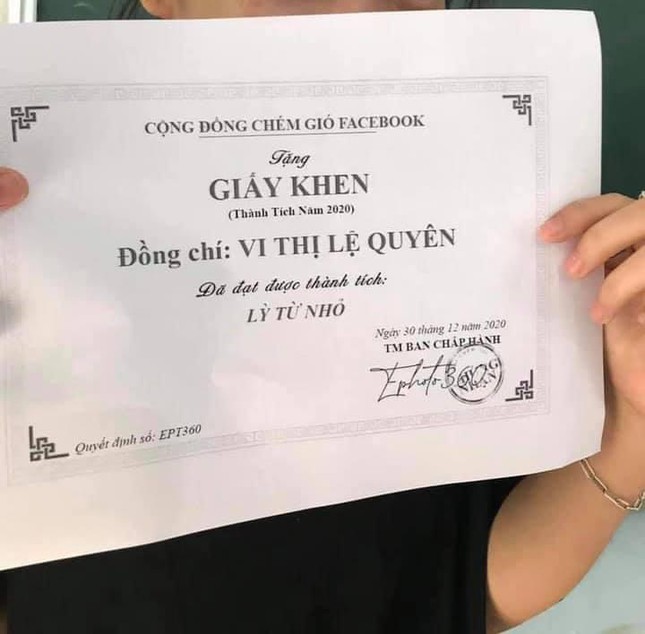 CỘNG ĐỒNG CHÉM GIÓ FACEBOOK
Tặng
GIẤY KHEN
(Thành Tích Năm 2020)
Đồng chí: VI THỊ LỆ QUYÊN
Đã đạt được thành tích:
LỲ TỪ NHỎ
Ngày 30 tháng 12 năm 2020
TM BAN CHẤP HÀNH
Ephoto360
Quyết định số: EPT360